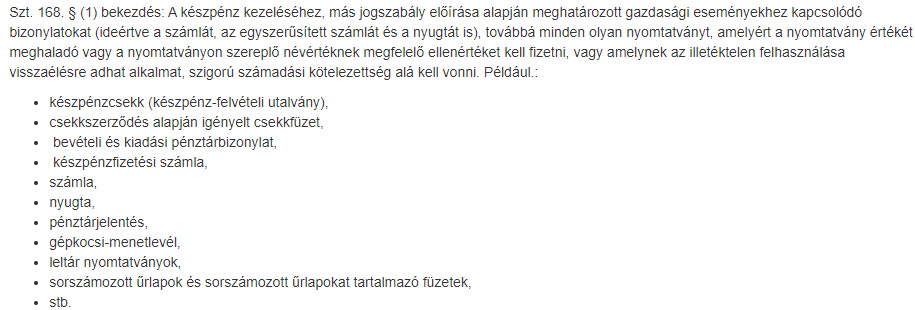 Szt. 168. § (1) bekezdés: A készpénz kezeléséhez, más jogszabály előírása alapján meghatározott gazdasági eseményekhez kapcsolódó
bizonylatokat (ideértve a számlát, az egyszerűsített számlát és a nyugtát is), továbbá minden olyan nyomtatványt, amelyért a nyomtatvány értékét
meghaladó vagy a nyomtatványon szereplő névértéknek megfelelő ellenértéket kell fizetni, vagy amelynek az illetéktelen felhasználása
visszaélésre adhat alkalmat, szigorú számadási kötelezettség alá kell vonni. Például.:
• készpénzcsekk (készpénz-felvételi utalvány),
• csekkszerződés alapján igényelt csekkfüzet,
• bevételi és kiadási pénztárbizonylat,
• készpénzfizetési számla,
• számla,
• nyugta,
• pénztárjelentés,
• gépkocsi-menetlevél,
• leltár nyomtatványok,
• sorszámozott űrlapok és sorszámozott űrlapokat tartalmazó füzetek,
• stb.